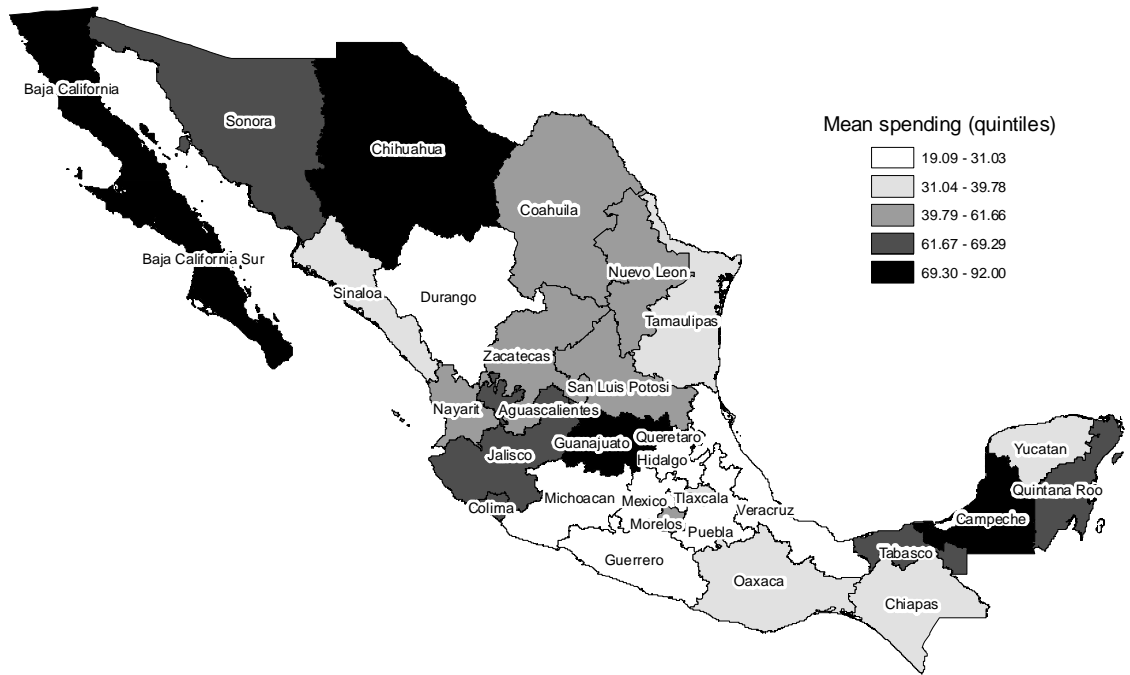 Mean spending (quintiles)
19.09 - 31.03
31.04 - 39.78
39.79 - 61.66
61.67 - 69.29
69.30 - 92.00
Baja California
Sonora
Chihuahua
Coahuila
Baja California Sur
Nuevo Leon
Sinaloa
Durango
Tamaulipas
Zacatecas
San Luis Potosi
Nayarit
Aguascalientes
Guanajuato
Queretaro
Jalisco
Hidalgo
Yucatan
Quintana Roo
Michoacan
Mexico
Tlaxcala
Colima
Veracruz
Campeche
Morelos
Puebla
Tabasco
Guerrero
Oaxaca
Chiapas